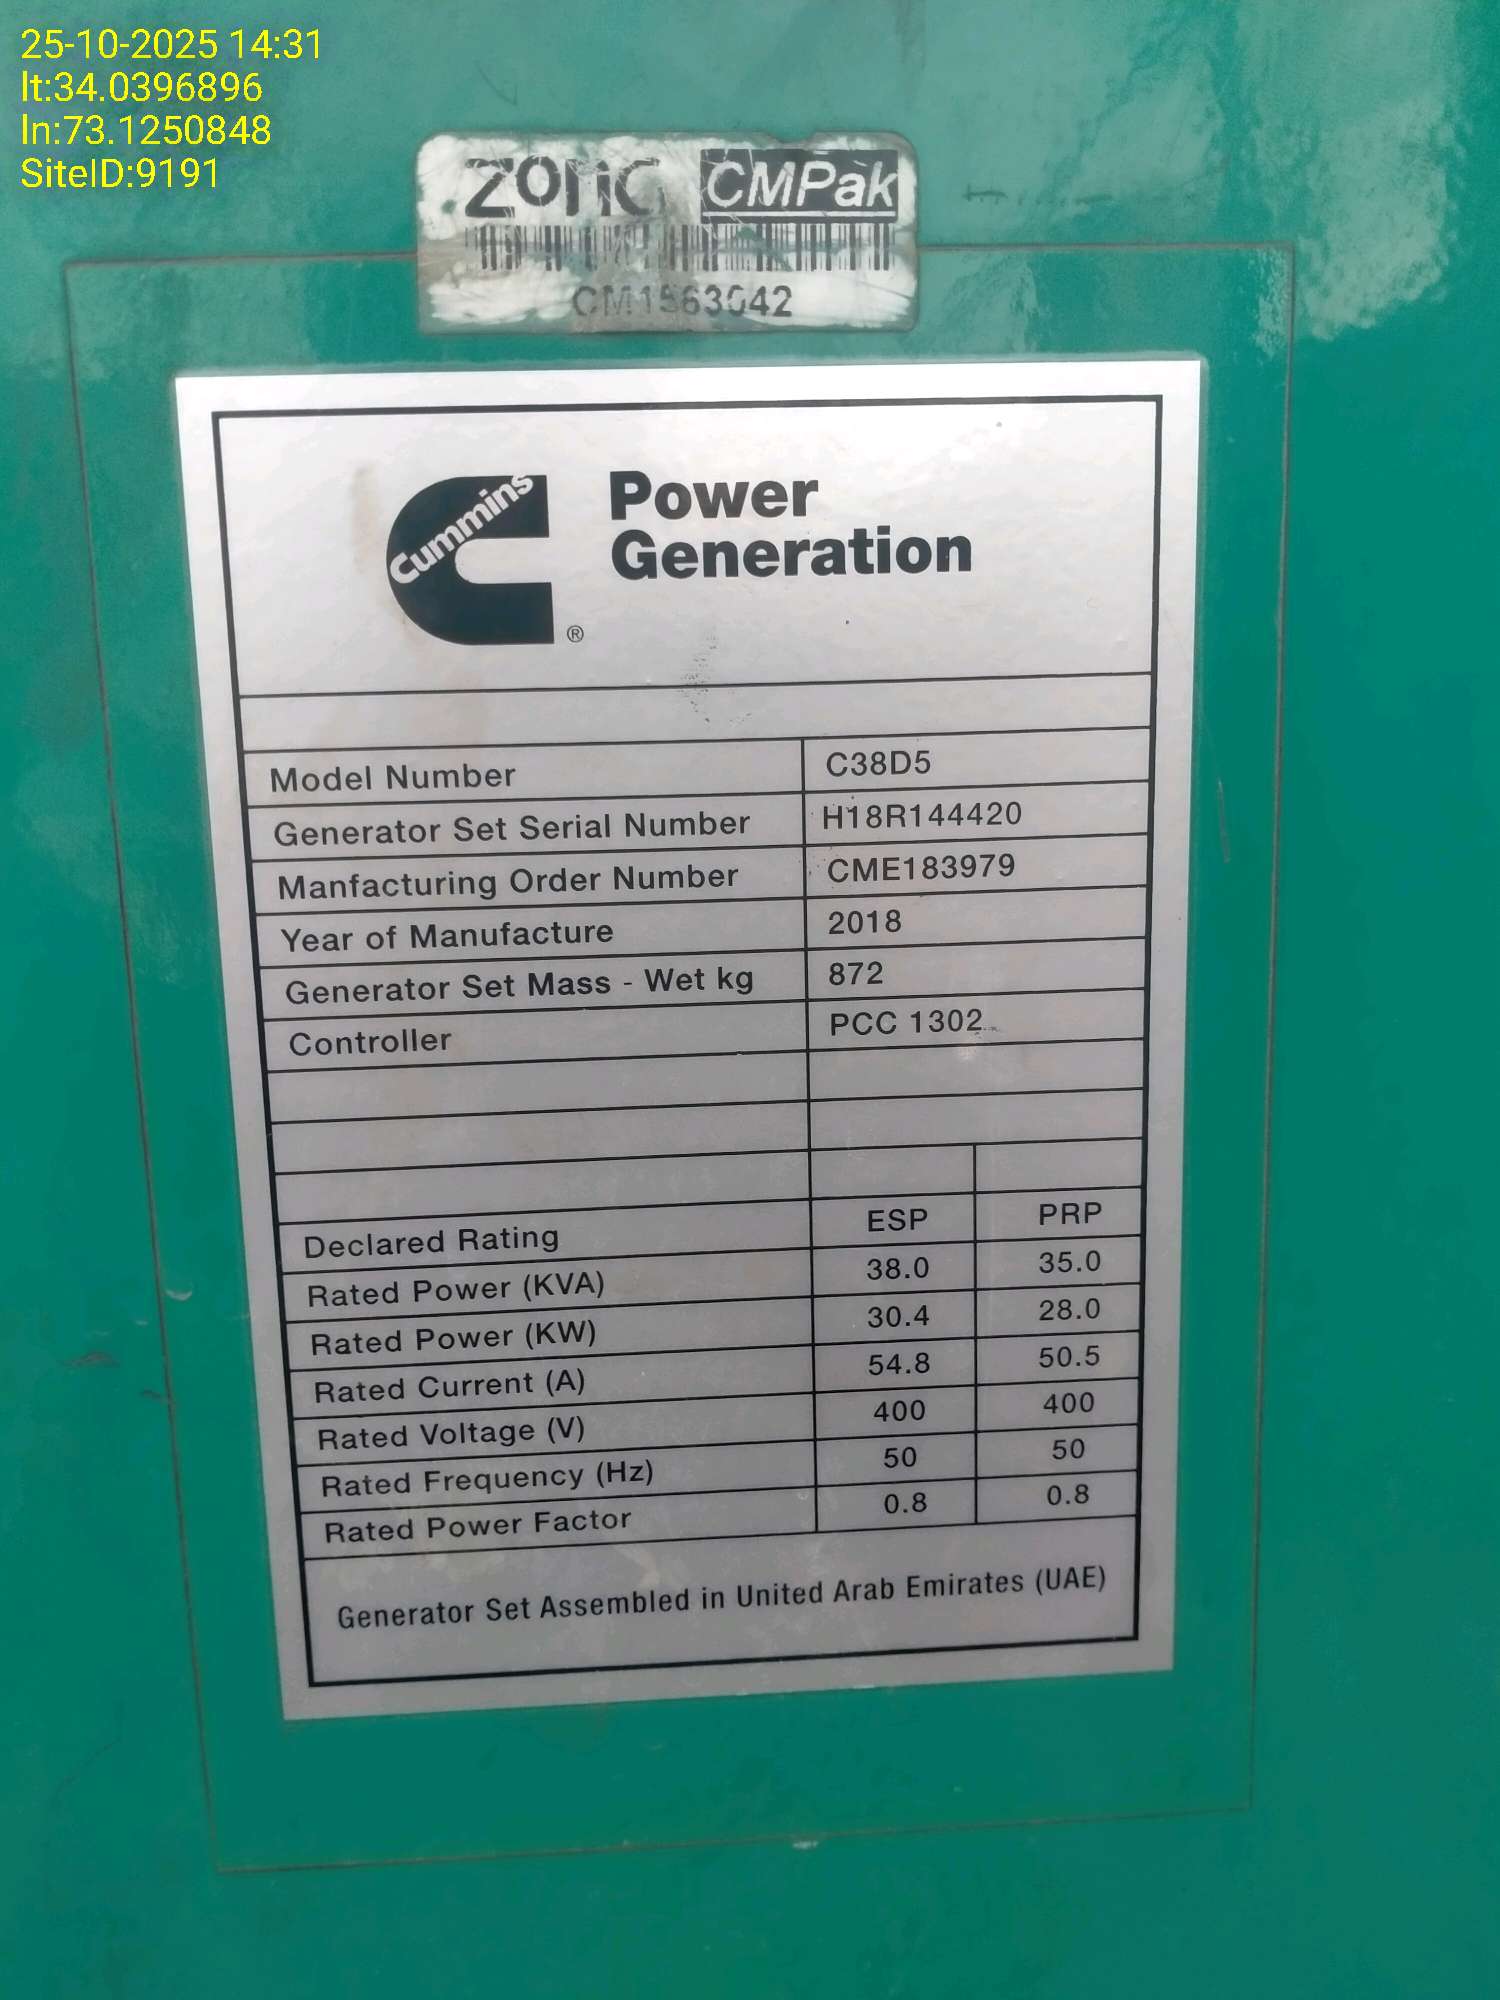 25-10-2025 14:31
lt:34.0396896
ln:73.1250848
SiteID:9191
zong CMPak
CM1563042
Cummins
Power
Generation
®
Model Number C38D5
Generator Set Serial Number H18R144420
Manfacturing Order Number CME183979
Year of Manufacture 2018
Generator Set Mass - Wet kg 872
Controller PCC 1302
Declared Rating ESP PRP
Rated Power (KVA) 38.0 35.0
Rated Power (KW) 30.4 28.0
Rated Current (A) 54.8 50.5
Rated Voltage (V) 400 400
Rated Frequency (Hz) 50 50
Rated Power Factor 0.8 0.8
Generator Set Assembled in United Arab Emirates (UAE)